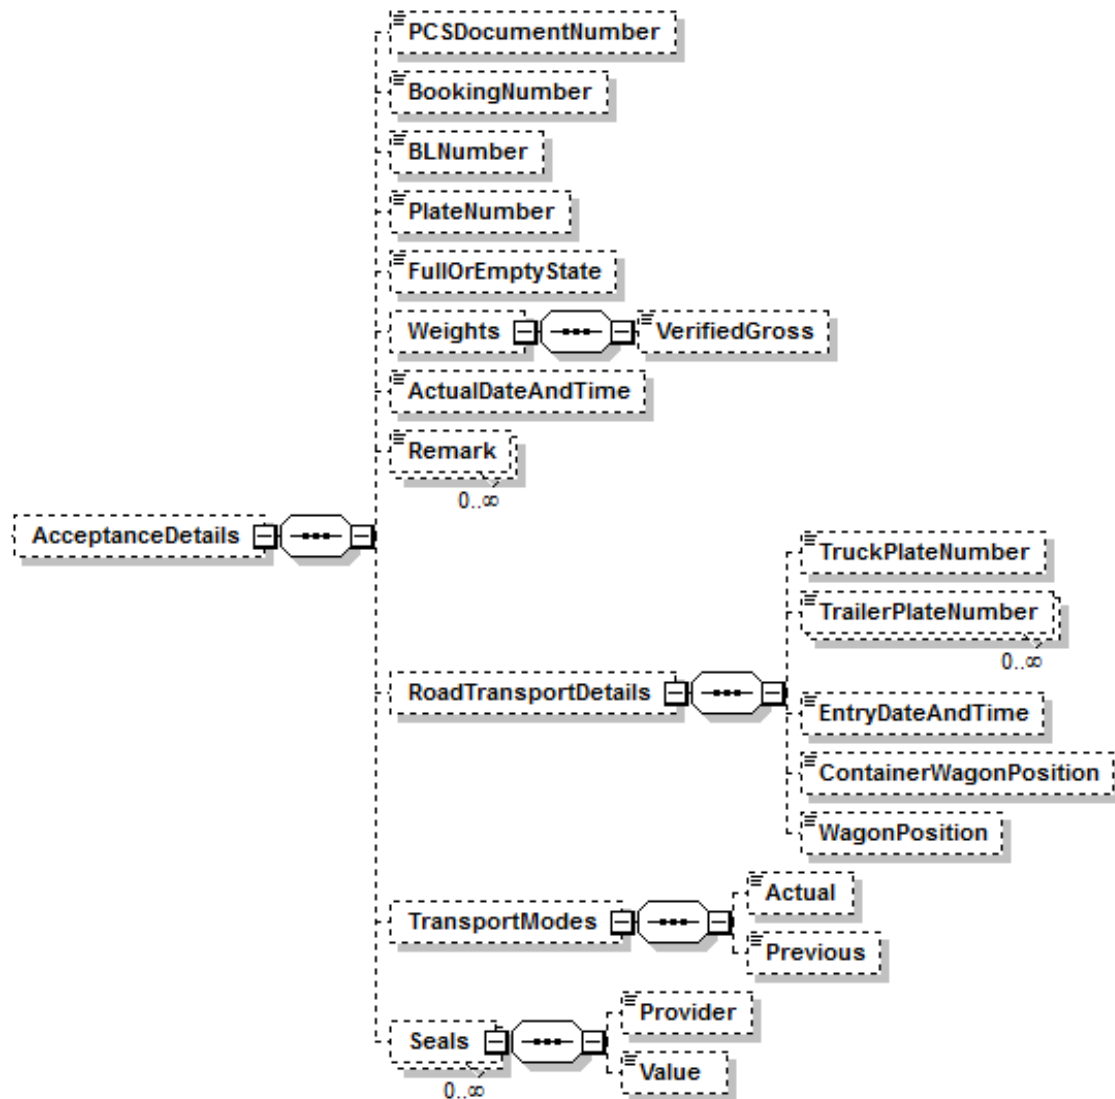 PCSDocumentNumber
BookingNumber
BLNumber
PlateNumber
FullOrEmptyState
Weights
VerifiedGross
ActualDateAndTime
Remark
0..∞
AcceptanceDetails
TruckPlateNumber
TrailerPlateNumber
0..∞
RoadTransportDetails
EntryDateAndTime
ContainerWagonPosition
WagonPosition
Actual
TransportModes
Previous
Provider
Seals
Value
0..∞